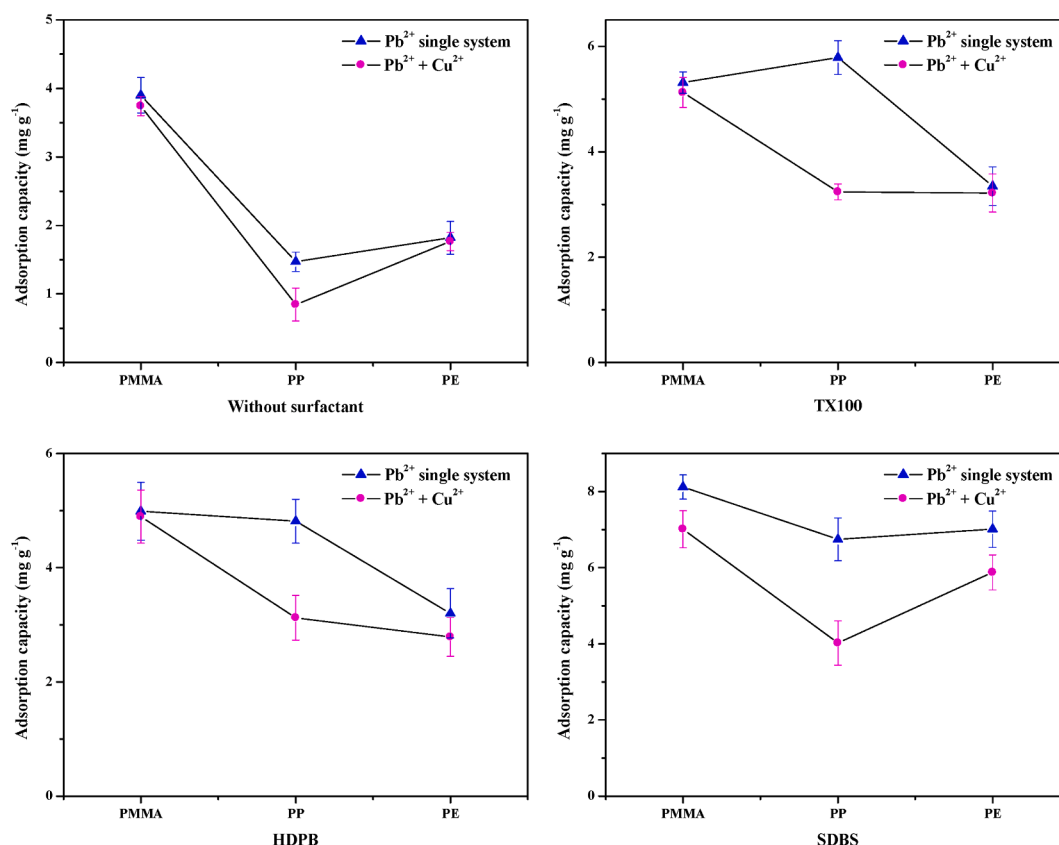 5
4
3
2
1
0
Adsorption capacity (mg g⁻¹)
Pb²⁺ single system
Pb²⁺ + Cu²⁺
PMMA
PP
PE
Without surfactant
6
4
2
0
Adsorption capacity (mg g⁻¹)
Pb²⁺ single system
Pb²⁺ + Cu²⁺
PMMA
PP
PE
TX100
6
4
2
0
Adsorption capacity (mg g⁻¹)
Pb²⁺ single system
Pb²⁺ + Cu²⁺
PMMA
PP
PE
HDPB
8
6
4
2
0
Adsorption capacity (mg g⁻¹)
Pb²⁺ single system
Pb²⁺ + Cu²⁺
PMMA
PP
PE
SDBS